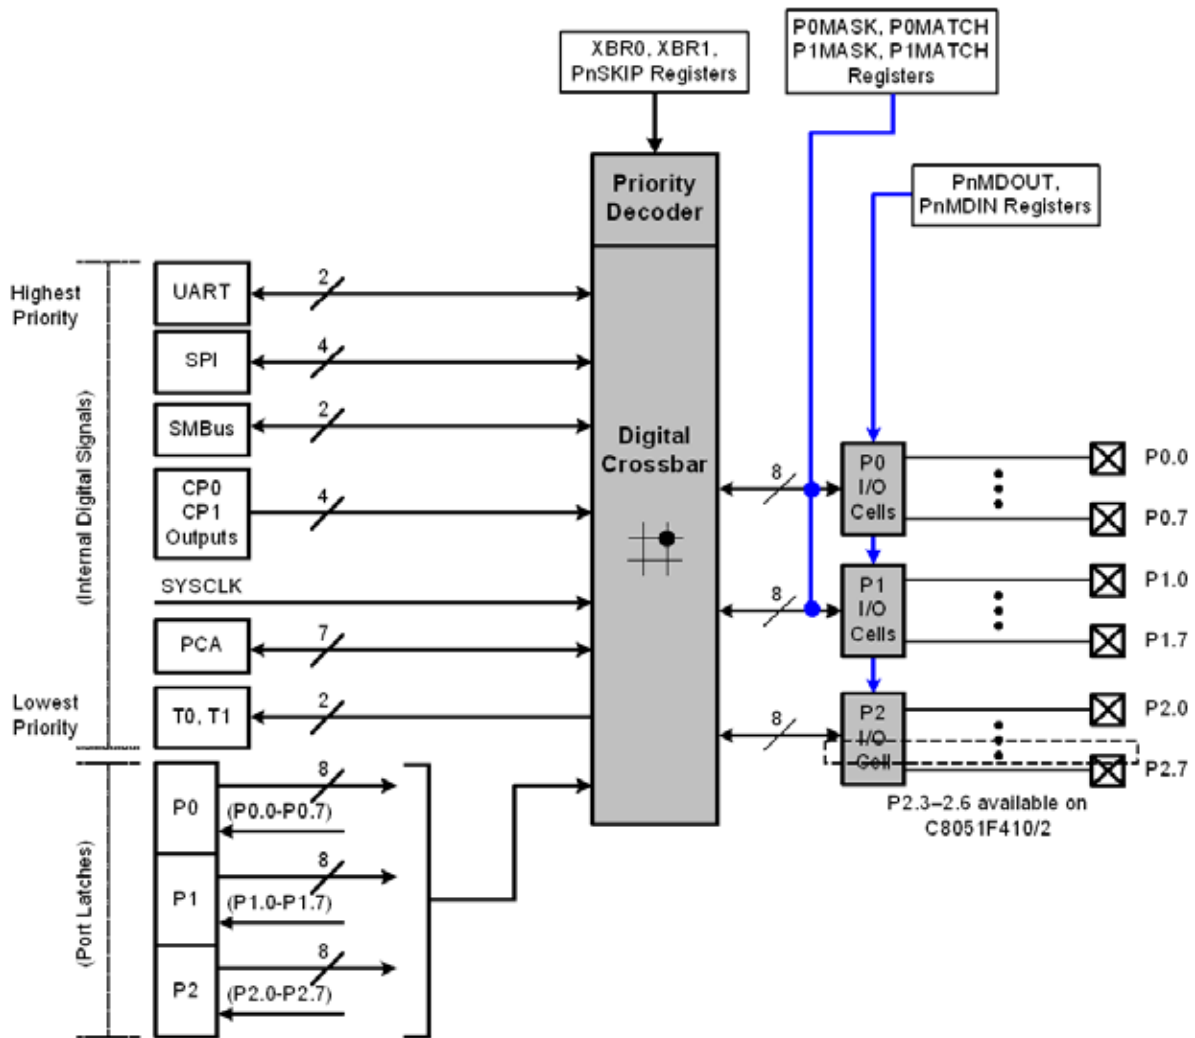 XBR0, XBR1,
PnSKIP Registers
P0MASK, P0MATCH
P1MASK, P1MATCH
Registers
PnMDOUT,
PnMDIN Registers
Priority
Decoder
Digital
Crossbar
Highest
Priority
(Internal Digital Signals)
Lowest
Priority
UART
2
SPI
4
SMBus
2
CP0
CP1
Outputs
4
SYSCLK
PCA
7
T0, T1
2
(Port Latches)
P0
8
(P0.0-P0.7)
P1
8
(P1.0-P1.7)
P2
8
(P2.0-P2.7)
8
P0
I/O
Cells
P0.0
P0.7
8
P1
I/O
Cells
P1.0
P1.7
8
P2
I/O
Cell
P2.0
P2.7
P2.3–2.6 available on
C8051F410/2